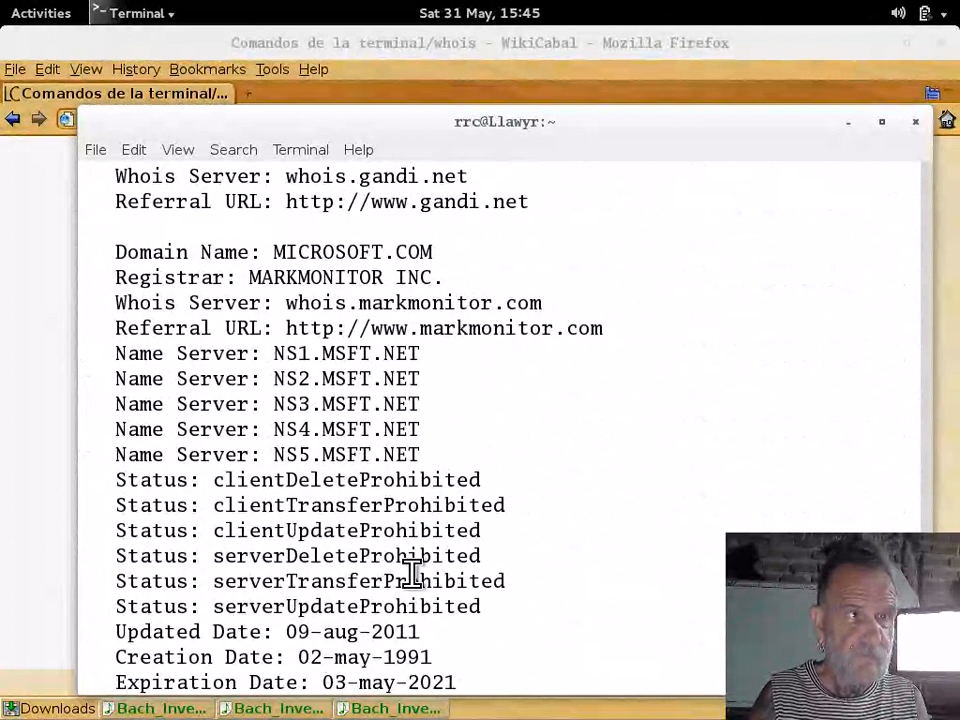 Activities
>_ Terminal
Sat 31 May, 15:45
Comandos de la terminal/whois - WikiCabal - Mozilla Firefox
File Edit View History Bookmarks Tools Help
Comandos de la terminal/...
rrc@Llawyr:~
File Edit View Search Terminal Help
Whois Server: whois.gandi.net
Referral URL: http://www.gandi.net
Domain Name: MICROSOFT.COM
Registrar: MARKMONITOR INC.
Whois Server: whois.markmonitor.com
Referral URL: http://www.markmonitor.com
Name Server: NS1.MSFT.NET
Name Server: NS2.MSFT.NET
Name Server: NS3.MSFT.NET
Name Server: NS4.MSFT.NET
Name Server: NS5.MSFT.NET
Status: clientDeleteProhibited
Status: clientTransferProhibited
Status: clientUpdateProhibited
Status: serverDeleteProhibited
Status: serverTransferProhibited
Status: serverUpdateProhibited
Updated Date: 09-aug-2011
Creation Date: 02-may-1991
Expiration Date: 03-may-2021
Downloads Bach_Inve... Bach_Inve... Bach_Inve...